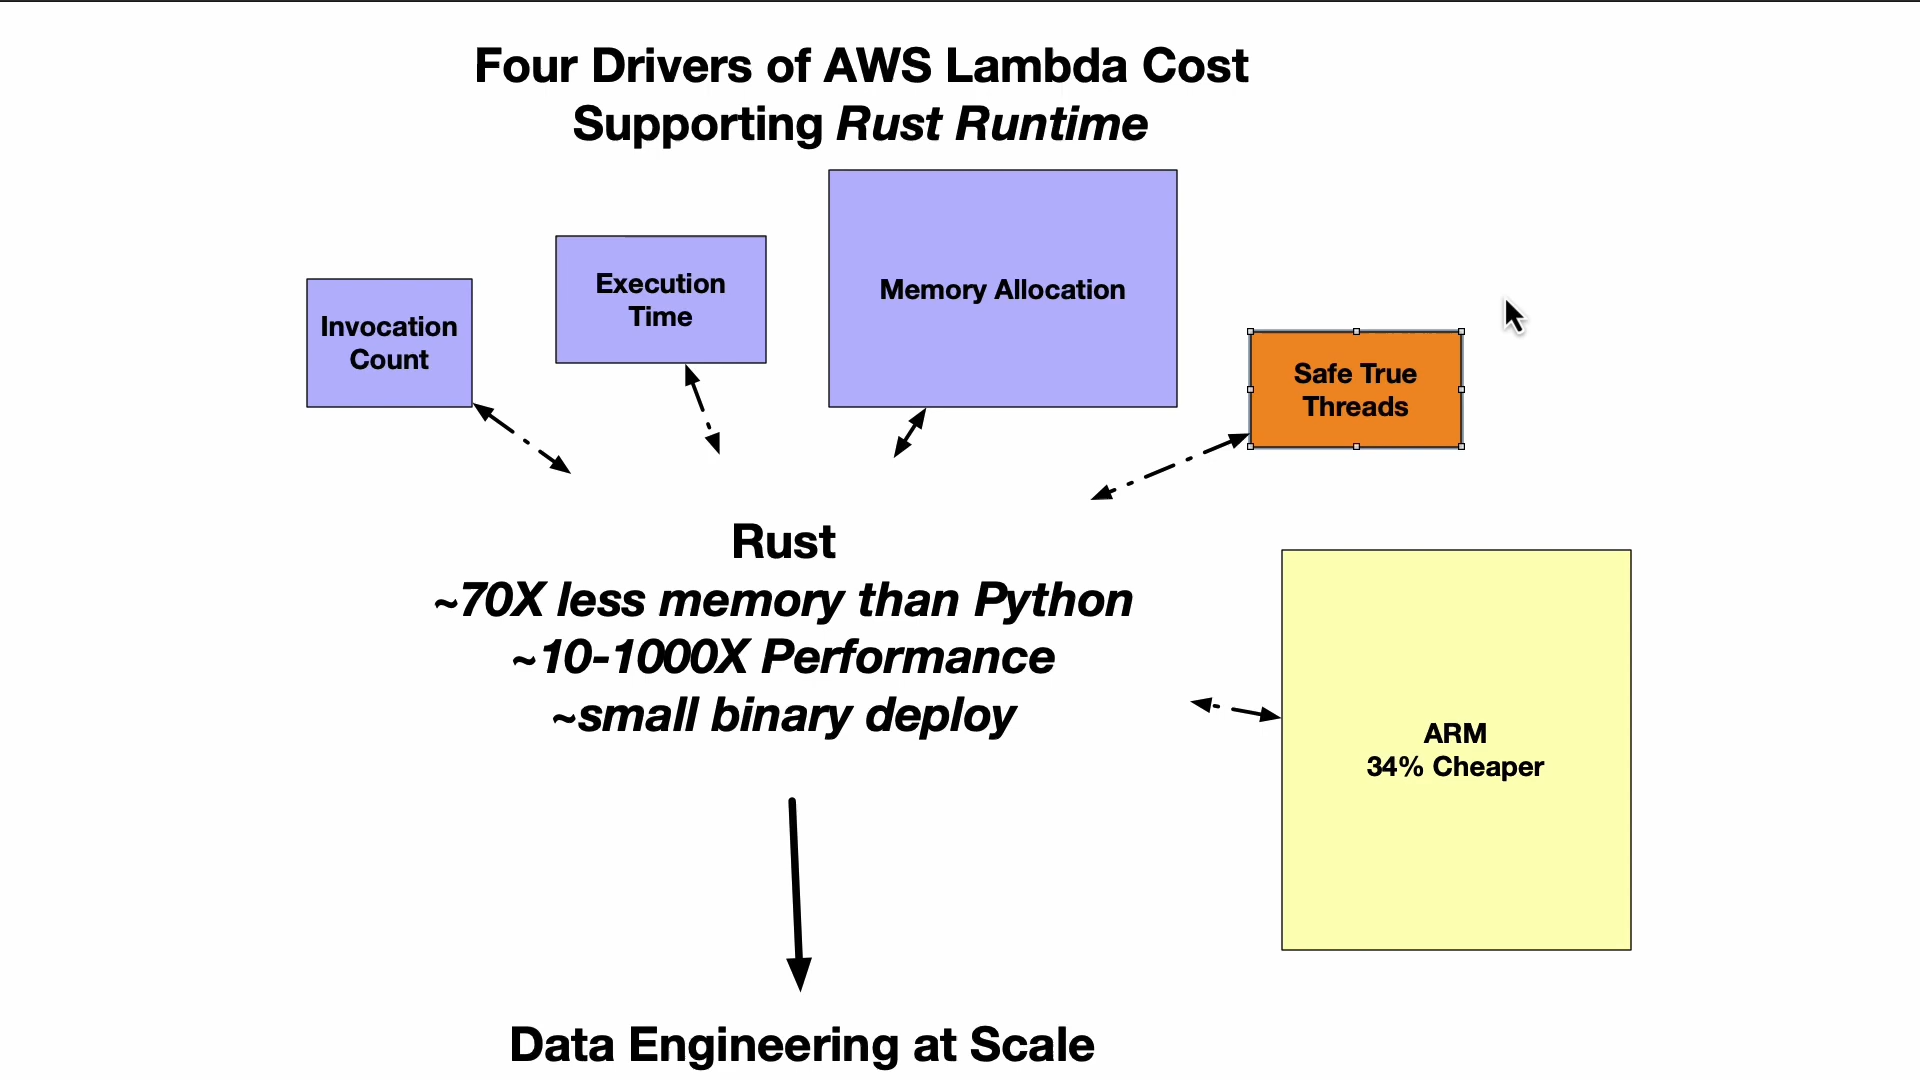 Four Drivers of AWS Lambda Cost
Supporting Rust Runtime
Invocation
Count
Execution
Time
Memory Allocation
Safe True
Threads
Rust
~70X less memory than Python
~10-1000X Performance
~small binary deploy
ARM
34% Cheaper
Data Engineering at Scale